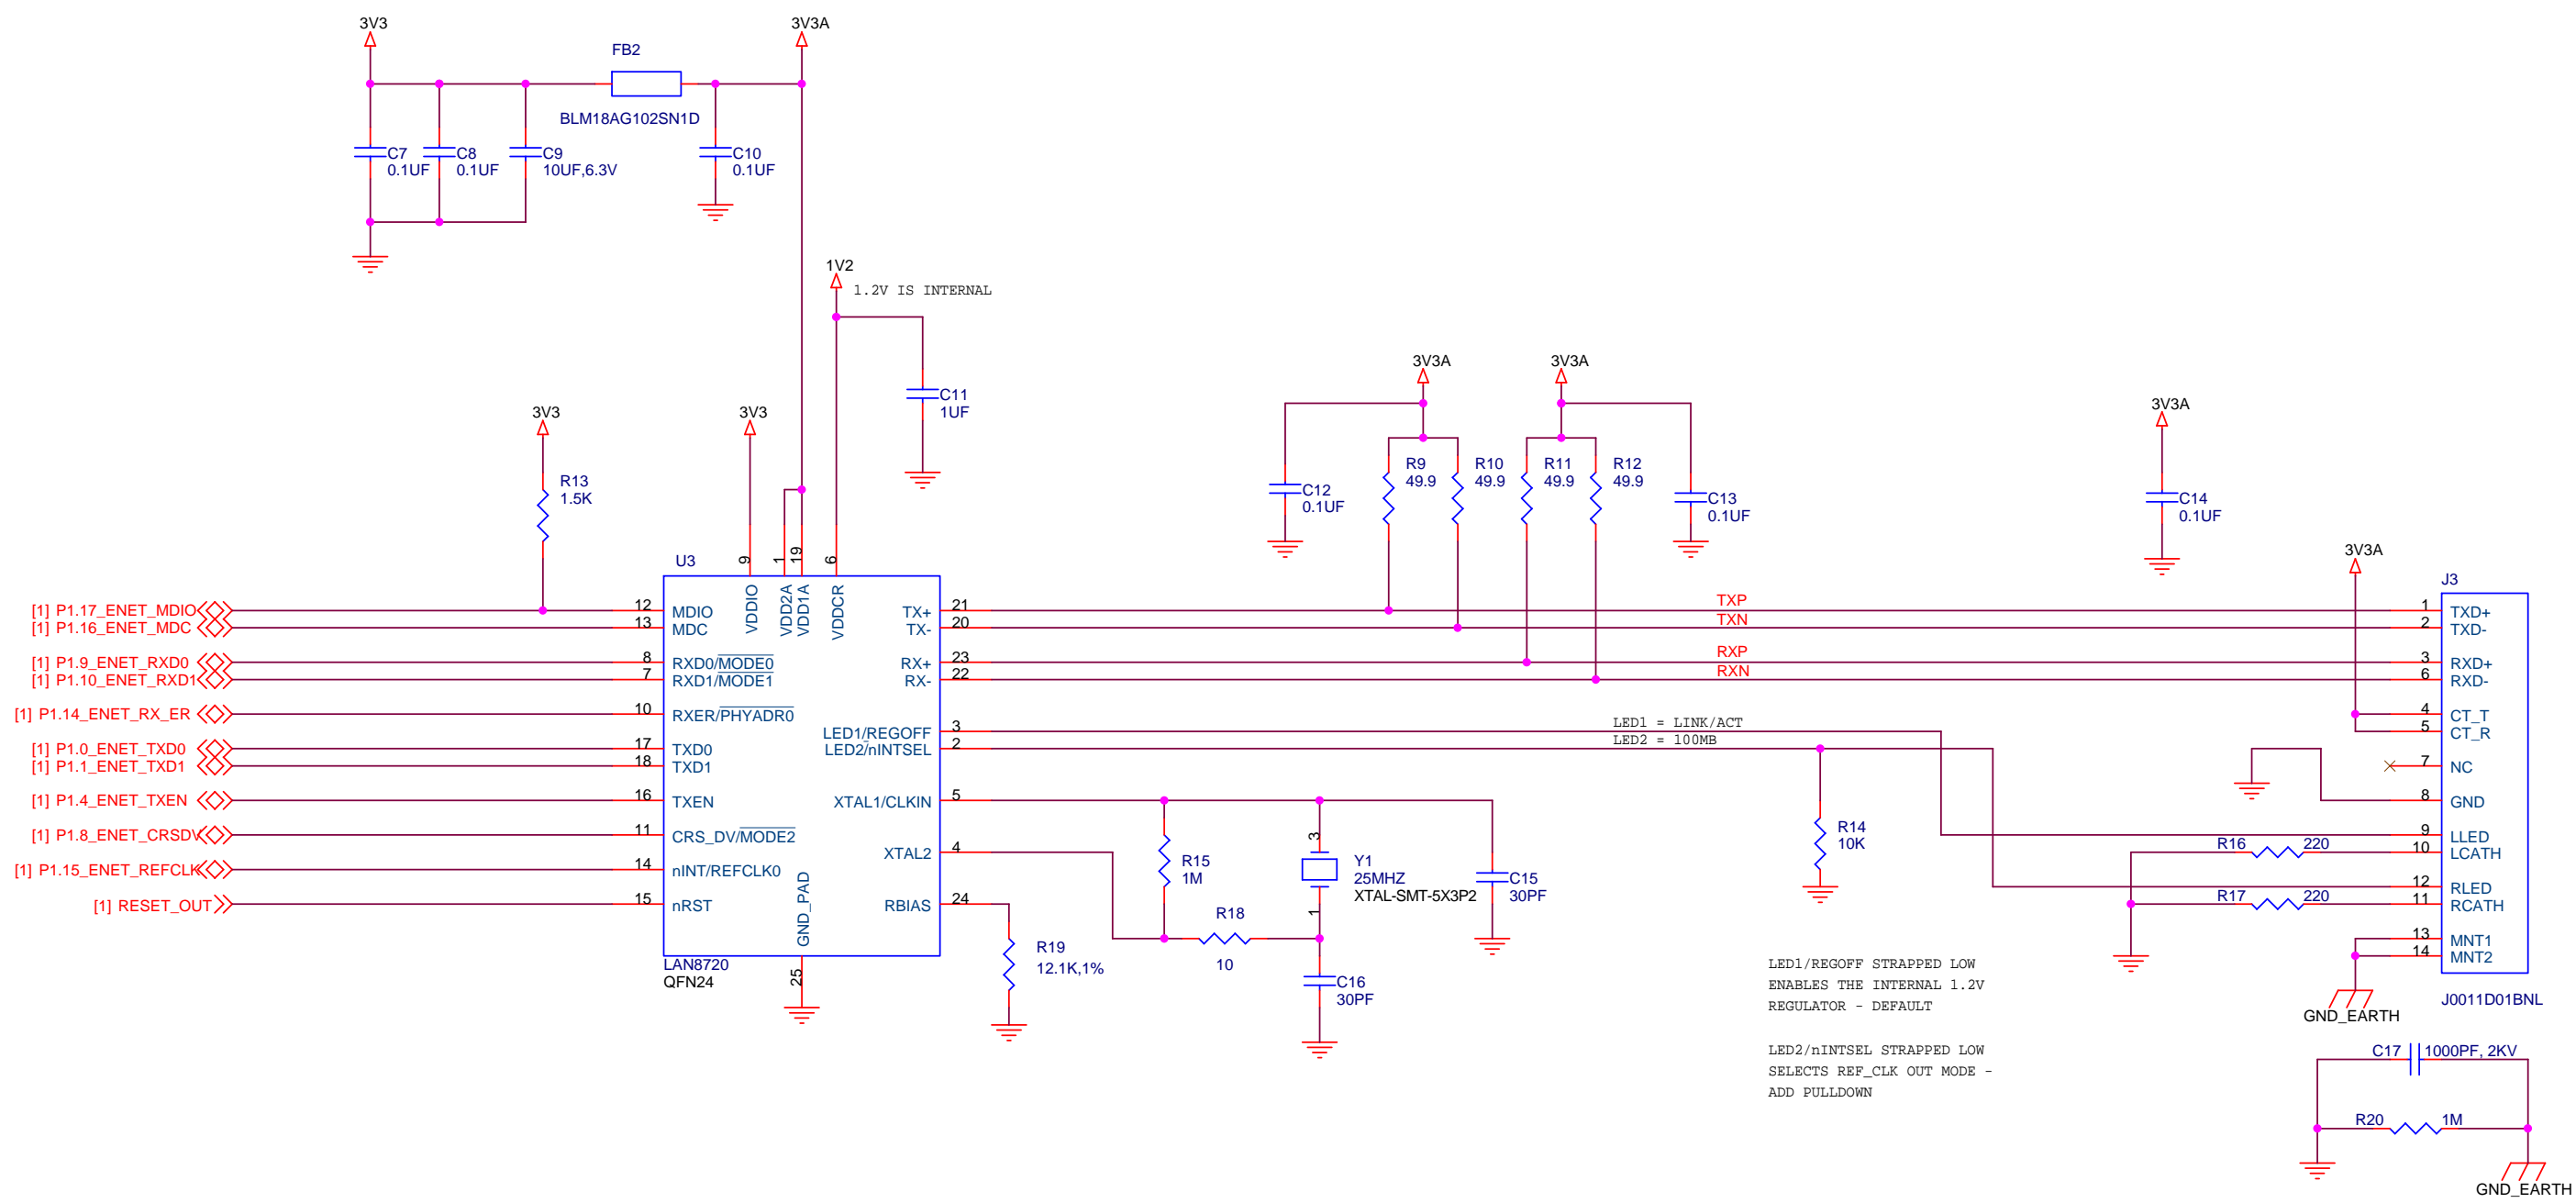 3V3
3V3A
FB2
BLM18AG102SN1D
C7
0.1UF
C8
0.1UF
C9
10UF,6.3V
C10
0.1UF
1V2
1.2V IS INTERNAL
C11
1UF
3V3
3V3
R13
1.5K
3V3A
3V3A
3V3A
C12
0.1UF
R9
49.9
R10
49.9
R11
49.9
R12
49.9
C13
0.1UF
C14
0.1UF
3V3A
U3
9
1
19
6
VDDIO
VDD2A
VDD1A
VDDCR
[1] P1.17_ENET_MDIO
12
MDIO
[1] P1.16_ENET_MDC
13
MDC
[1] P1.9_ENET_RXD0
8
RXD0/MODE0
[1] P1.10_ENET_RXD1
7
RXD1/MODE1
[1] P1.14_ENET_RX_ER
10
RXER/PHYADR0
[1] P1.0_ENET_TXD0
17
TXD0
[1] P1.1_ENET_TXD1
18
TXD1
[1] P1.4_ENET_TXEN
16
TXEN
[1] P1.8_ENET_CRSDV
11
CRS_DV/MODE2
[1] P1.15_ENET_REFCLK
14
nINT/REFCLK0
[1] RESET_OUT
15
nRST
GND_PAD
25
LAN8720
QFN24
TX+
21
TXP
TX-
20
TXN
RX+
23
RXP
RX-
22
RXN
LED1/REGOFF
3
LED1 = LINK/ACT
LED2/nINTSEL
2
LED2 = 100MB
XTAL1/CLKIN
5
XTAL2
4
RBIAS
24
R15
1M
3
Y1
25MHZ
XTAL-SMT-5X3P2
1
C15
30PF
R18
10
R19
12.1K,1%
C16
30PF
R14
10K
LED1/REGOFF STRAPPED LOW
ENABLES THE INTERNAL 1.2V
REGULATOR - DEFAULT
LED2/nINTSEL STRAPPED LOW
SELECTS REF_CLK OUT MODE -
ADD PULLDOWN
J3
1
TXD+
2
TXD-
3
RXD+
6
RXD-
4
CT_T
5
CT_R
7
NC
8
GND
9
LLED
R16
220
10
LCATH
12
RLED
R17
220
11
RCATH
13
MNT1
14
MNT2
J0011D01BNL
GND_EARTH
C17
1000PF, 2KV
R20
1M
GND_EARTH